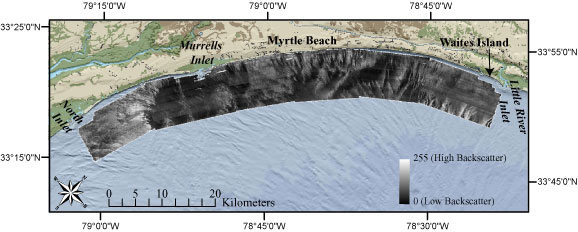 79°15'0"W 79°0'0"W 78°45'0"W
33°25'0"N
Murrells
Inlet
Myrtle Beach
Waites Island
33°55'0"N
North
Inlet
Little River
Inlet
33°15'0"N
255 (High Backscatter)
0 (Low Backscatter)
33°45'0"N
0 10 20
Kilometers
79°0'0"W 78°45'0"W 78°30'0"W